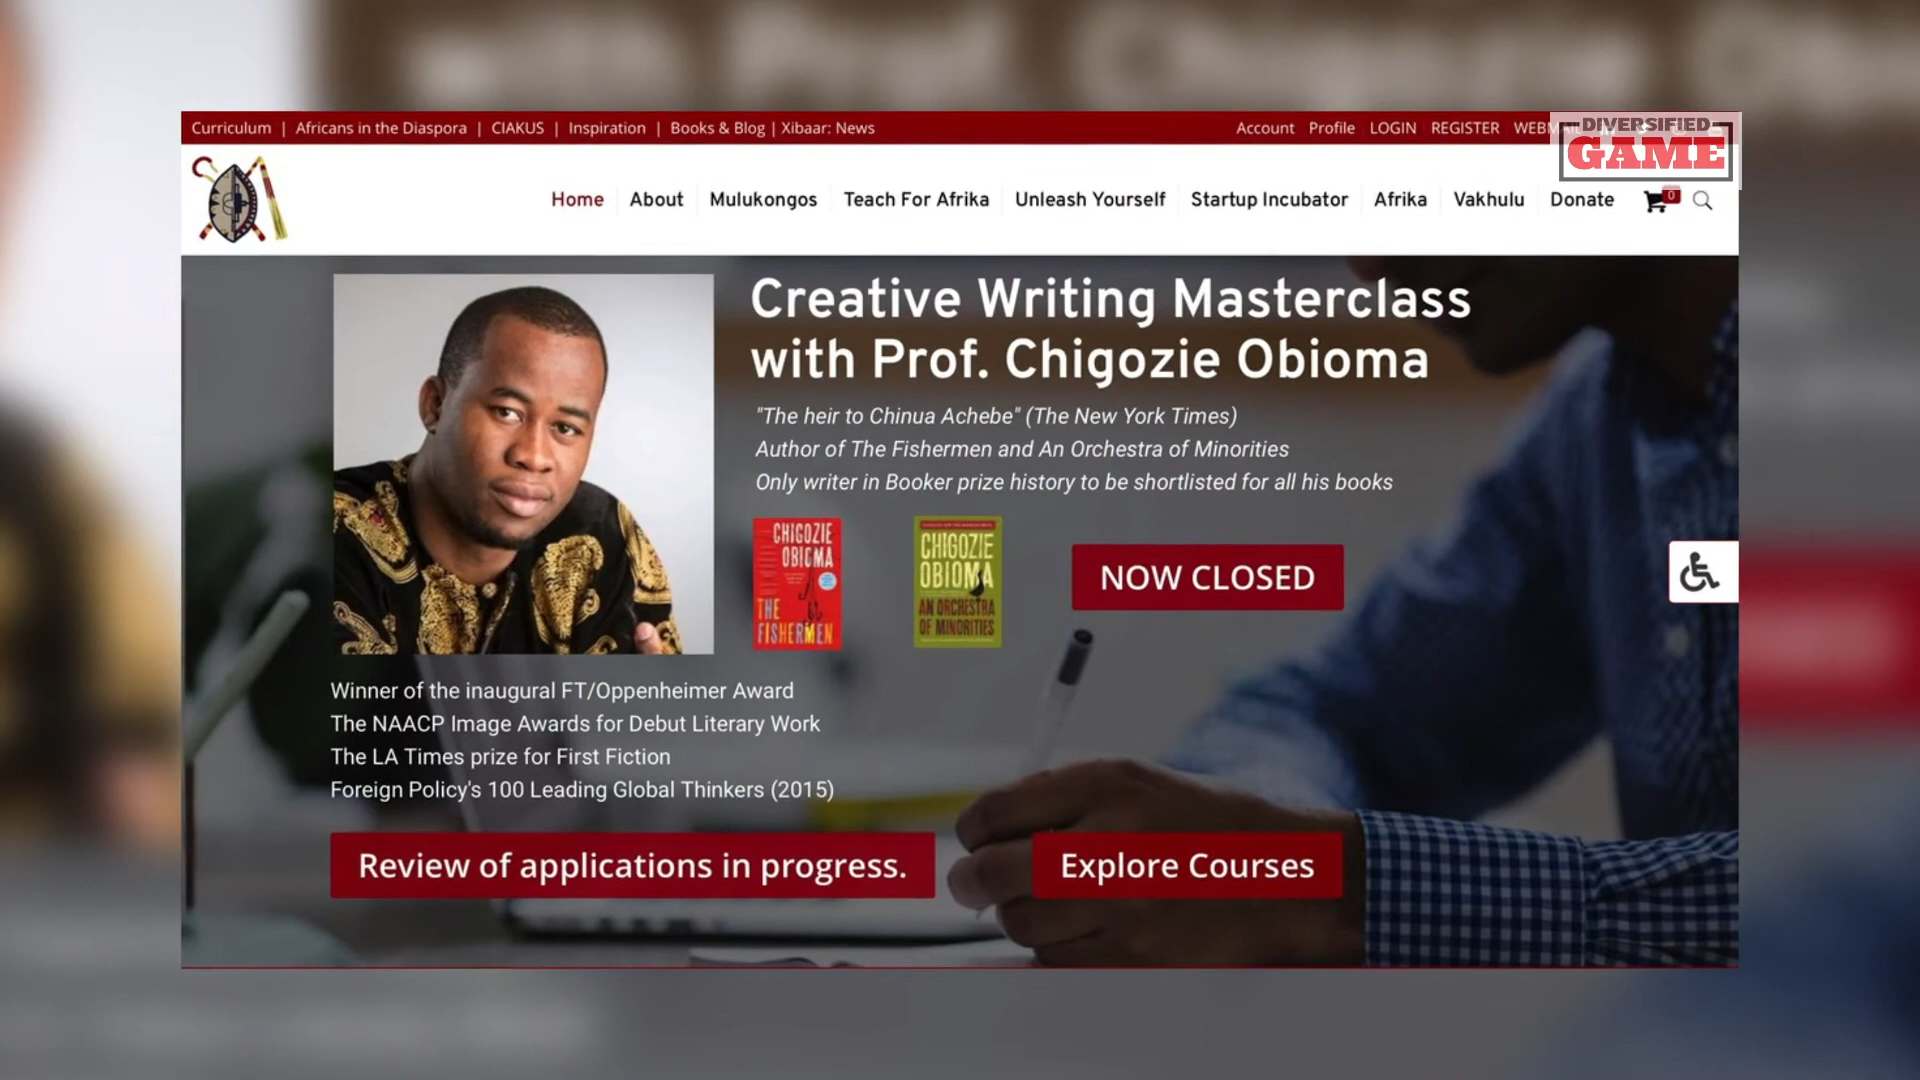 Curriculum | Africans in the Diaspora | CIAKUS | Inspiration | Books & Blog | Xibaar: News
Account Profile LOGIN REGISTER WEBMAIL
DIVERSIFIED
GAME
Home About Mulukongos Teach For Afrika Unleash Yourself Startup Incubator Afrika Vakhulu Donate 0
Creative Writing Masterclass
with Prof. Chigozie Obioma
"The heir to Chinua Achebe" (The New York Times)
Author of The Fishermen and An Orchestra of Minorities
Only writer in Booker prize history to be shortlisted for all his books
CHIGOZIE
OBIOMA
THE
FISHERMEN
CHIGOZIE
OBIOMA
AN ORCHESTRA
OF MINORITIES
NOW CLOSED
Winner of the inaugural FT/Oppenheimer Award
The NAACP Image Awards for Debut Literary Work
The LA Times prize for First Fiction
Foreign Policy's 100 Leading Global Thinkers (2015)
Review of applications in progress.
Explore Courses